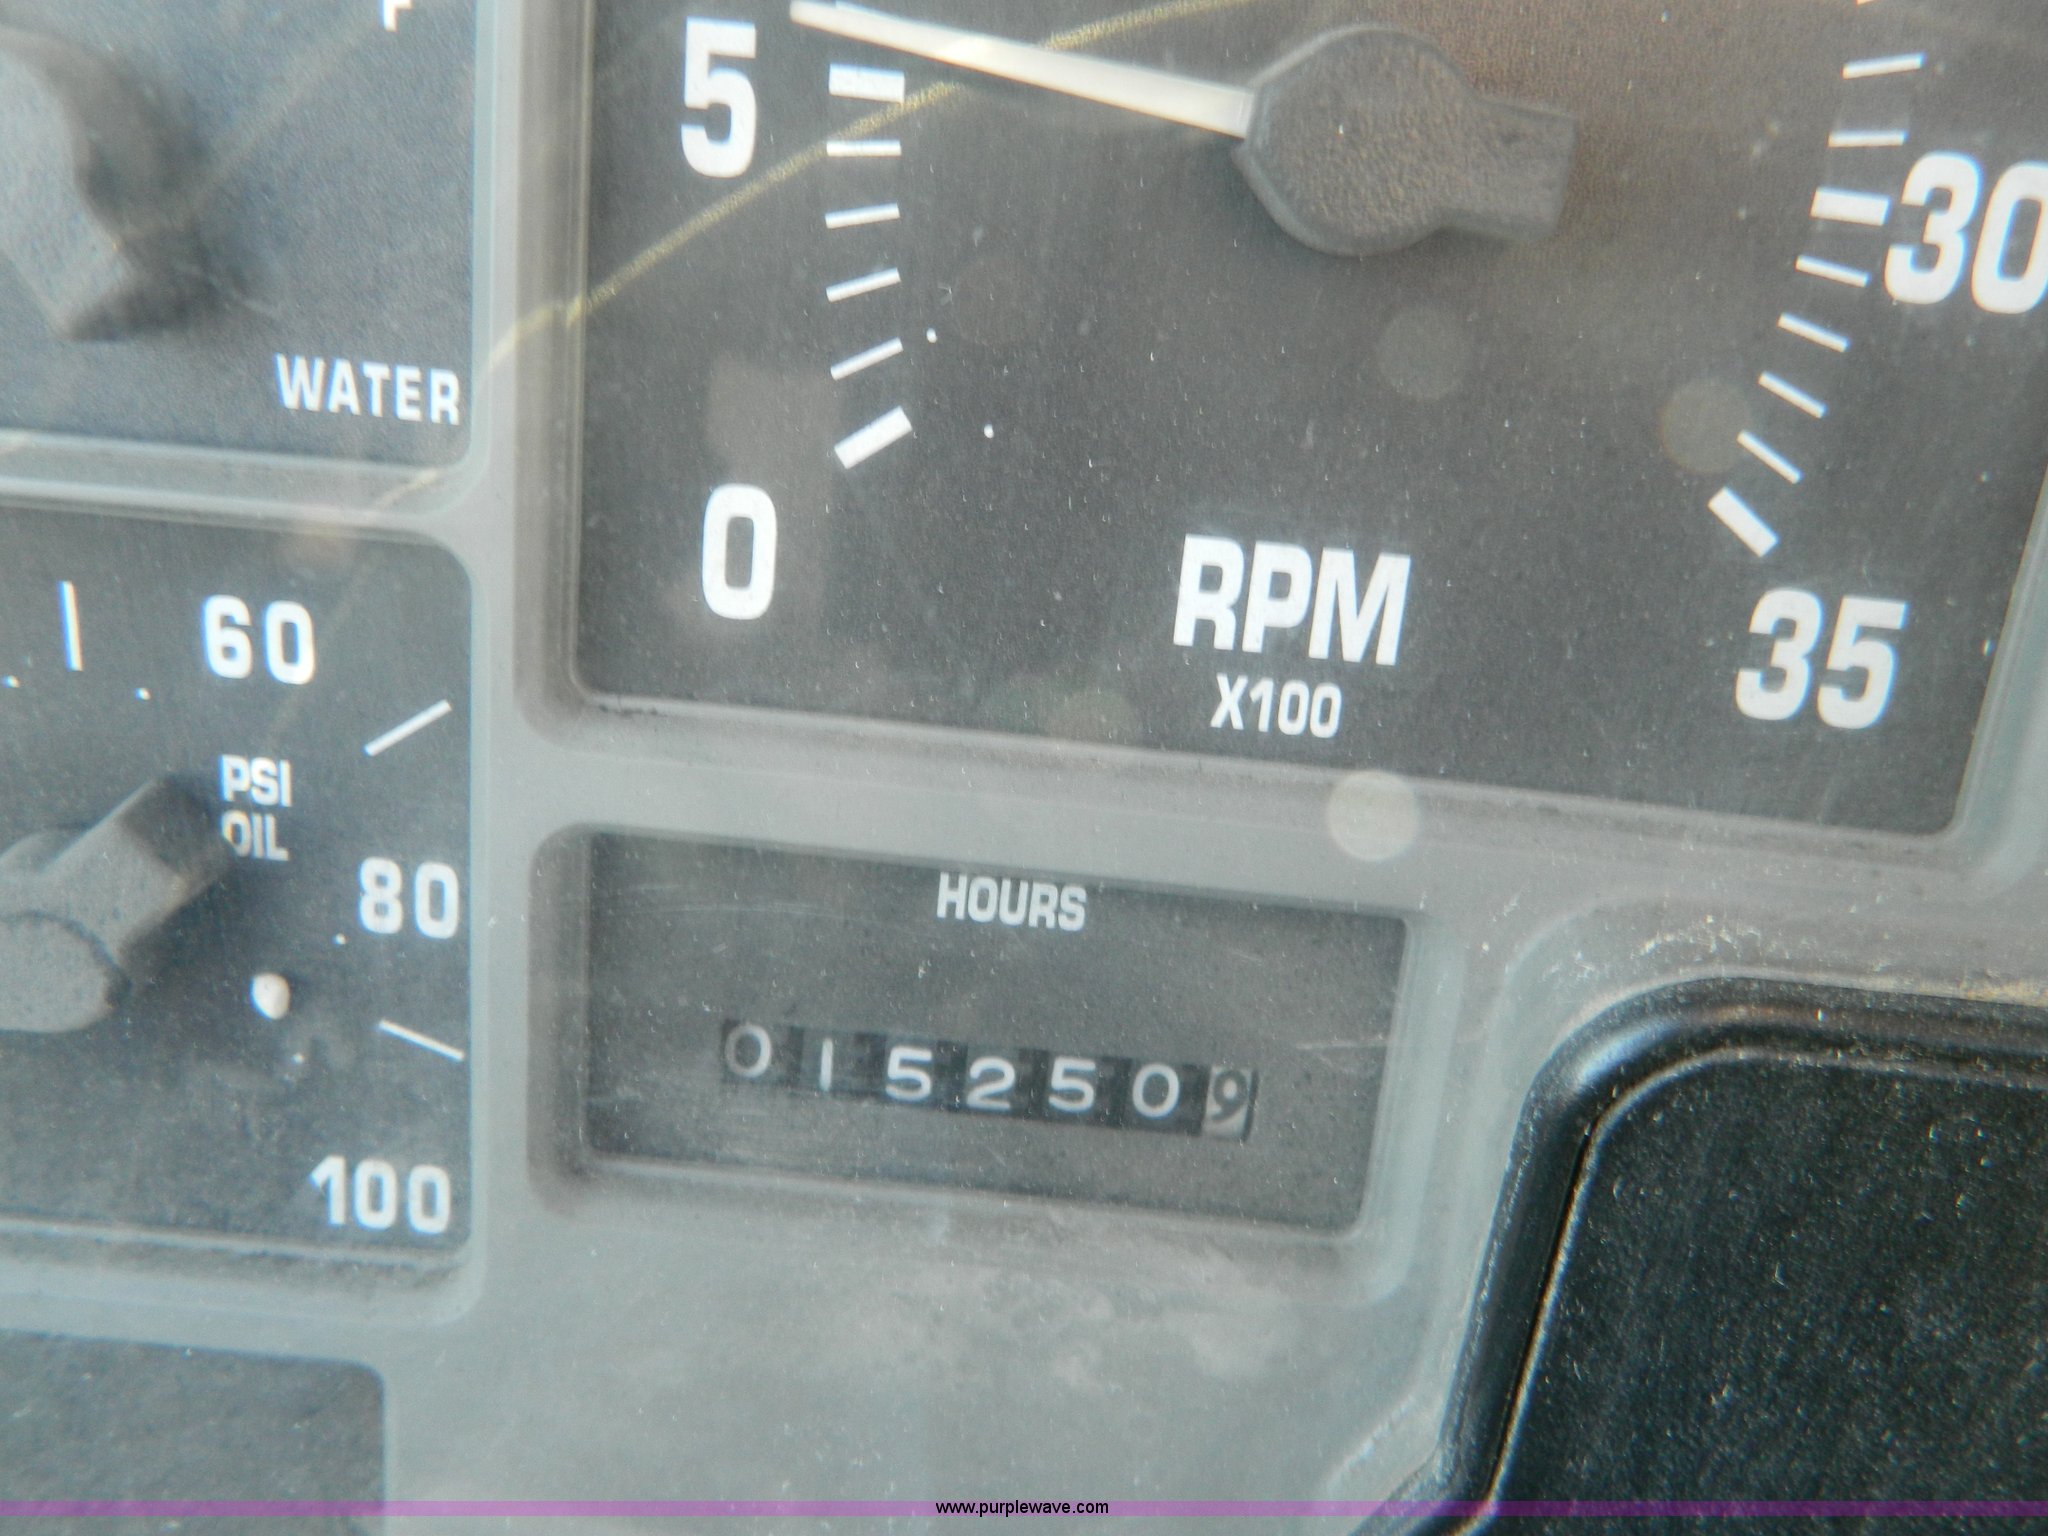 F
5
30
WATER
0
RPM
X100
35
60
PSI
OIL
80
100
HOURS
0152509
www.purplewave.com